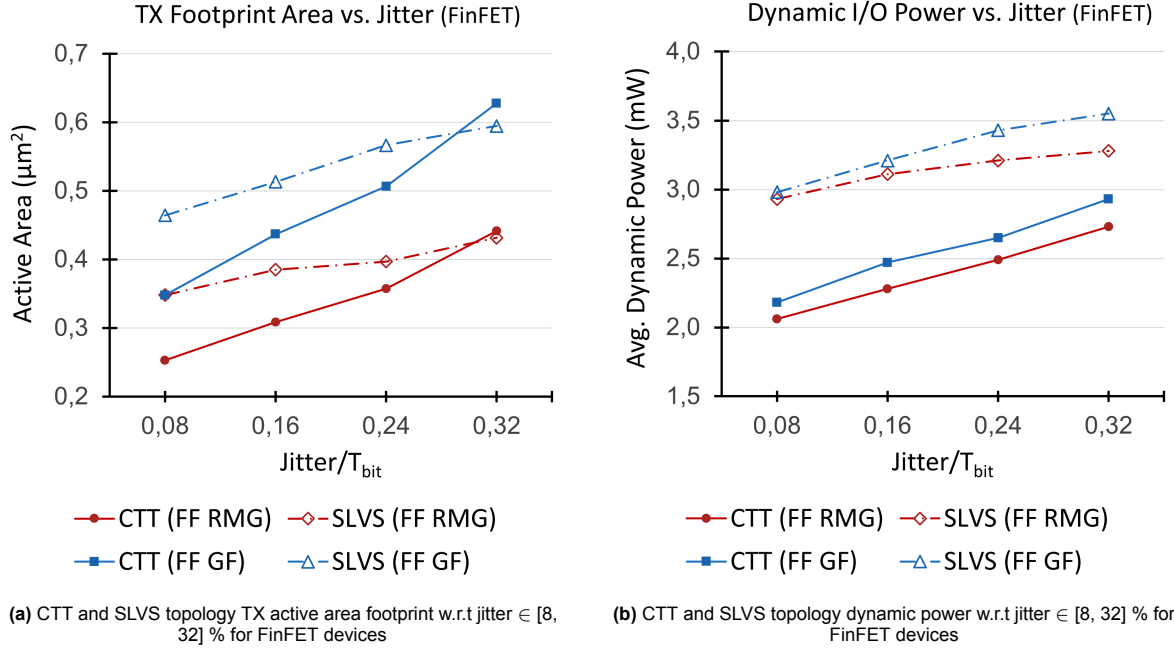 TX Footprint Area vs. Jitter (FinFET)
Active Area (µm²)
0,7
0,6
0,5
0,4
0,3
0,2
0,08 0,16 0,24 0,32
Jitter/T_bit
CTT (FF RMG) SLVS (FF RMG)
CTT (FF GF) SLVS (FF GF)
(a) CTT and SLVS topology TX active area footprint w.r.t jitter ∈ [8,
32] % for FinFET devices
Dynamic I/O Power vs. Jitter (FinFET)
Avg. Dynamic Power (mW)
4,0
3,5
3,0
2,5
2,0
1,5
0,08 0,16 0,24 0,32
Jitter/T_bit
CTT (FF RMG) SLVS (FF RMG)
CTT (FF GF) SLVS (FF GF)
(b) CTT and SLVS topology dynamic power w.r.t jitter ∈ [8, 32] % for
FinFET devices